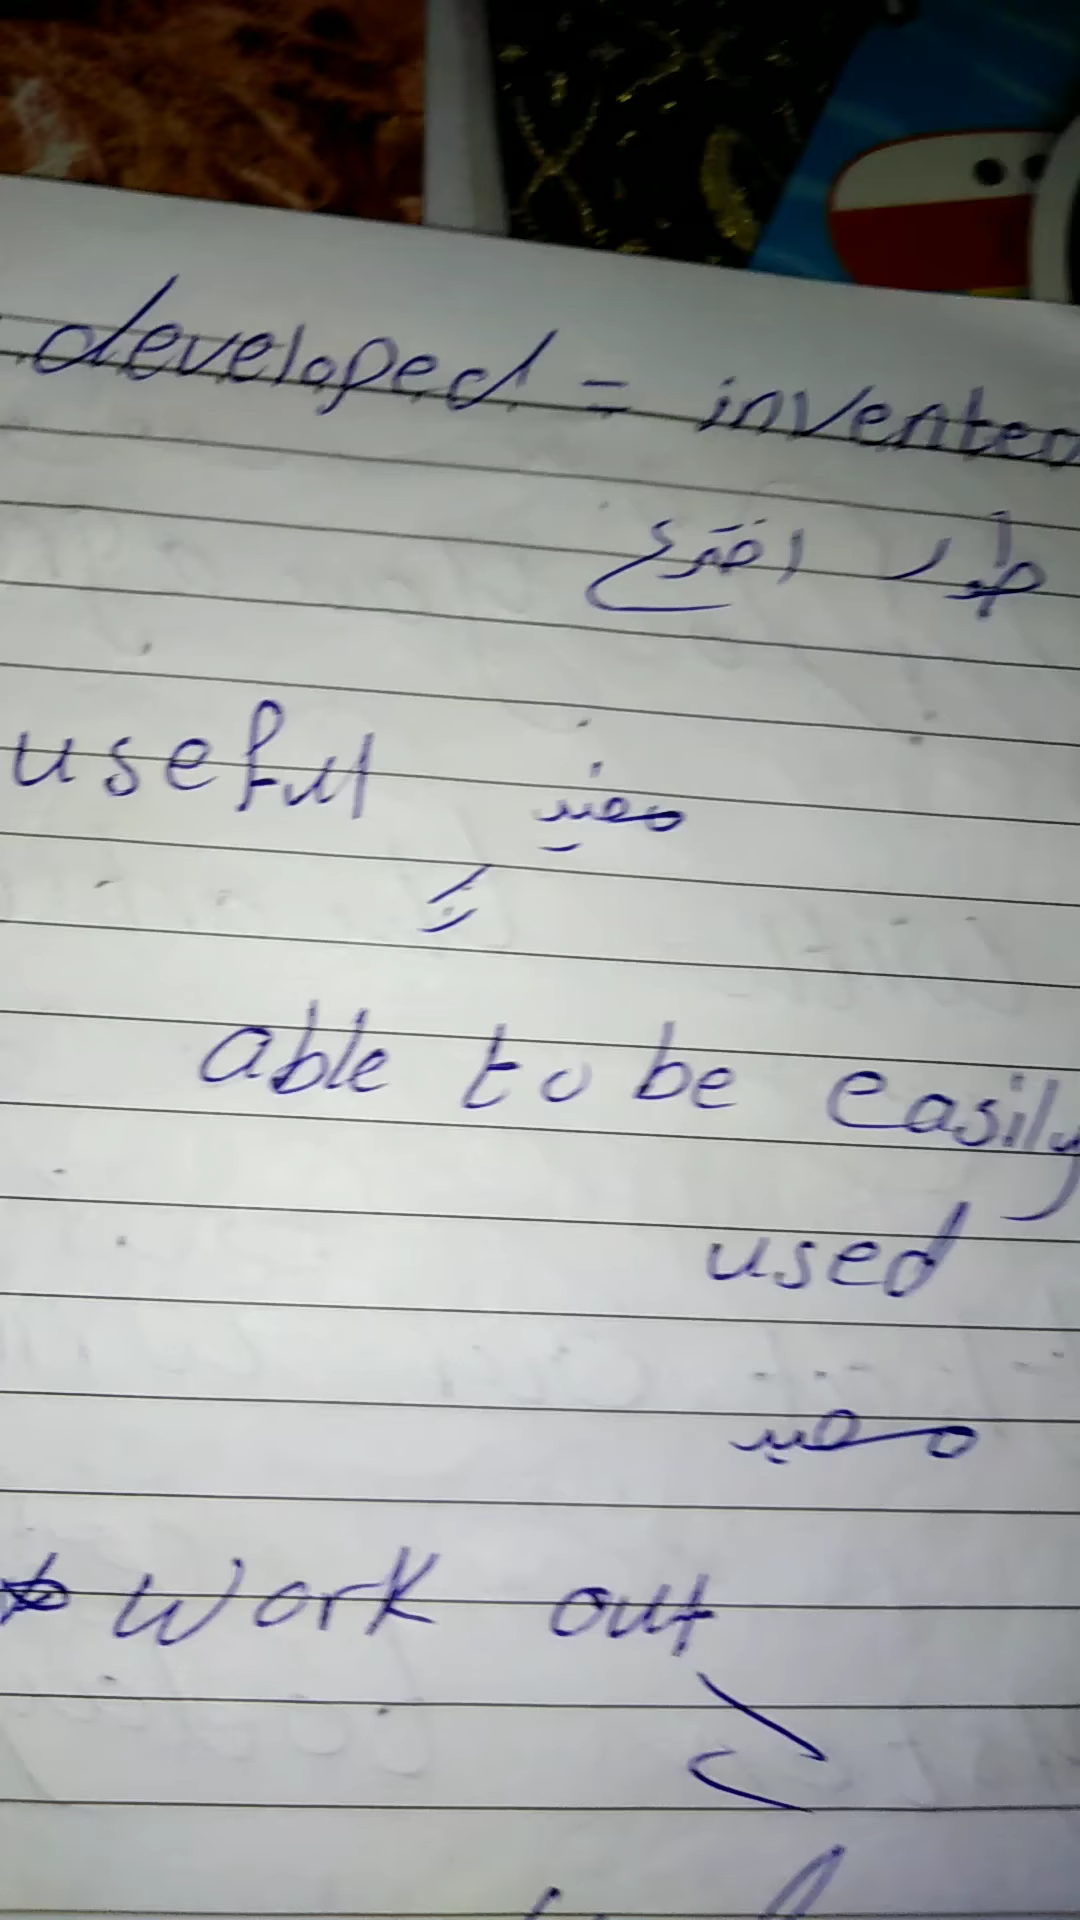 developed = invented
طور اخترع
useful مفيد
able to be easily
used
مفيد
work out